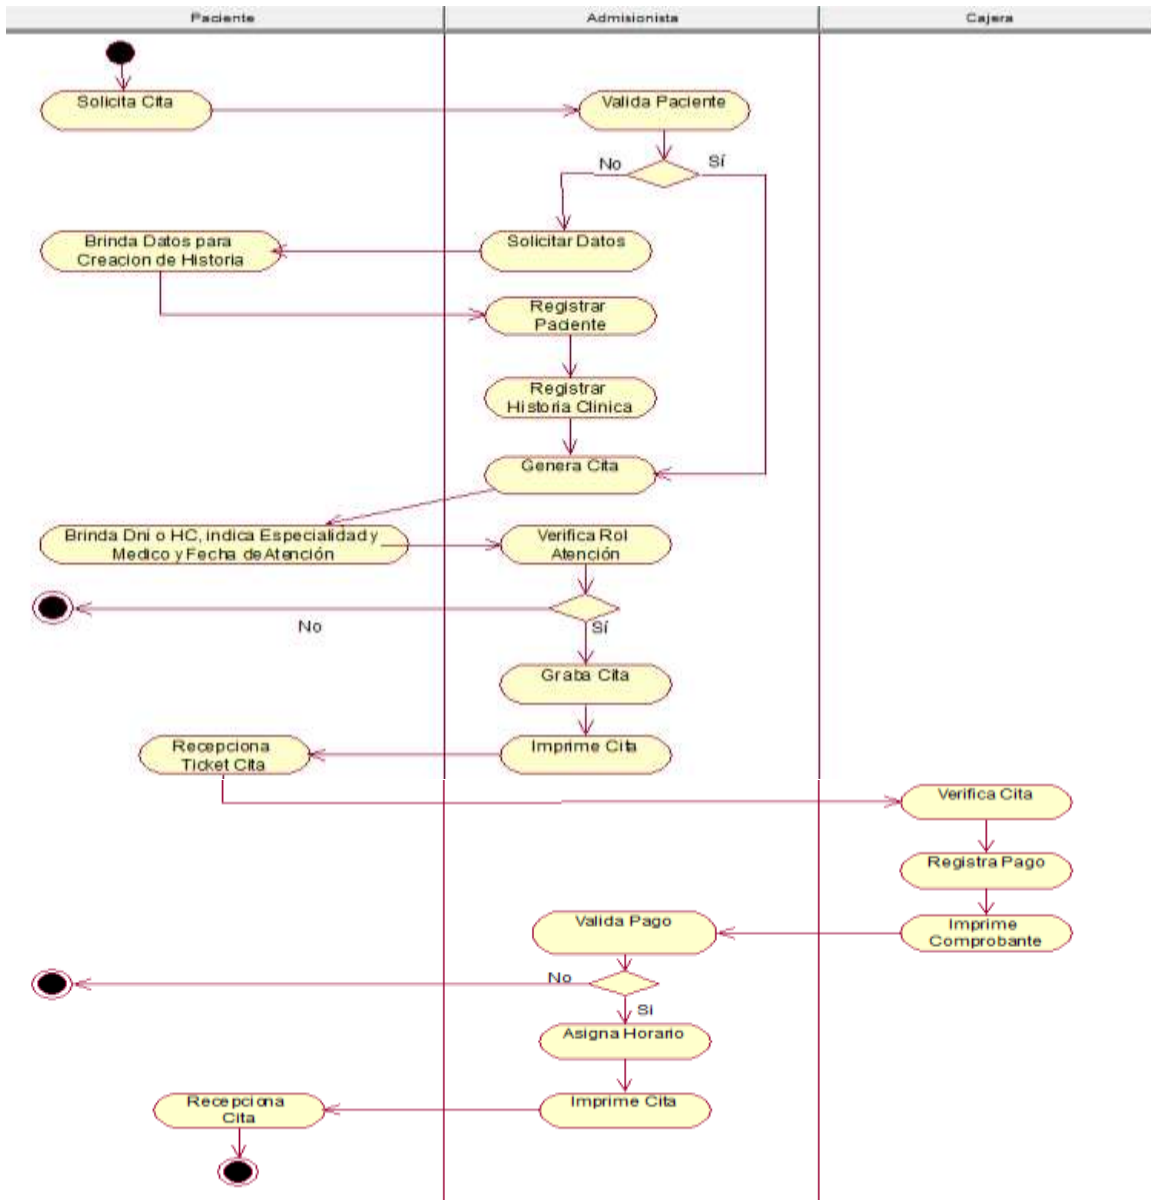 Paciente
Admisionista
Cajera
Solicita Cita
Valida Paciente
No
Sí
Brinda Datos para
Creacion de Historia
Solicitar Datos
Registrar
Paciente
Registrar
Historia Clinica
Genera Cita
Brinda Dni o HC, indica Especialidad y
Medico y Fecha de Atención
Verifica Rol
Atención
No
Sí
Graba Cita
Recepciona
Ticket Cita
Imprime Cita
Verifica Cita
Registra Pago
Valida Pago
Imprime
Comprobante
No
Si
Asigna Horario
Recepciona
Cita
Imprime Cita